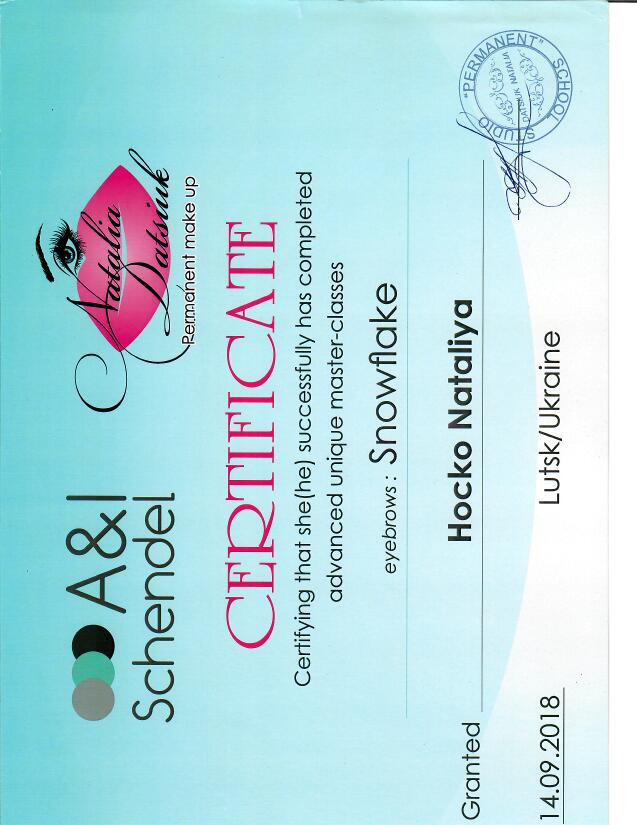 A&I
Schendel
Natalia
Datsiuk
Permanent make up
CERTIFICATE
Certifying that she(he) successfully has completed
advanced unique master-classes
eyebrows : Snowflake
Granted Hocko Nataliya
14.09.2018 Lutsk/Ukraine
STUDIO "PERMANENT" SCHOOL
DATSIUK NATALIA